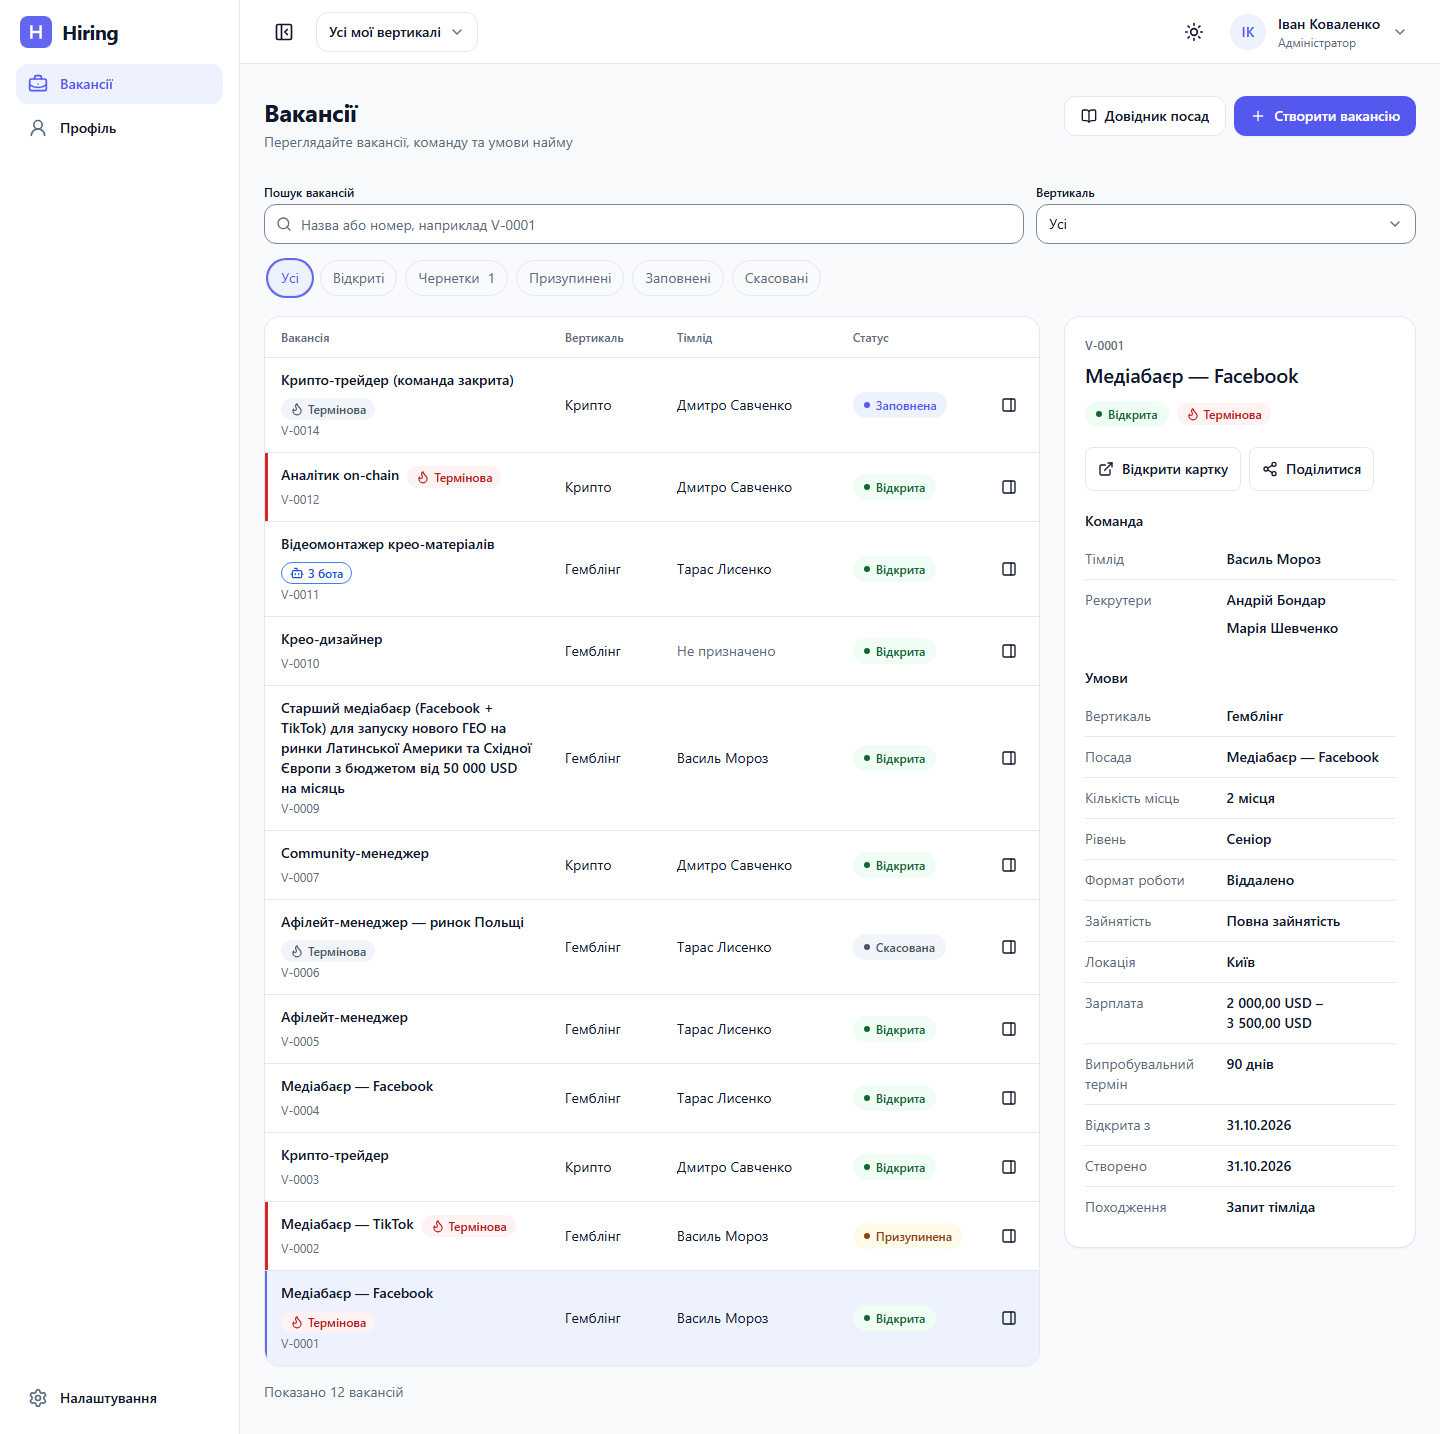 H Hiring
Вакансії
Профіль
Налаштування
Усі мої вертикалі
ІК
Іван Коваленко
Адміністратор
Вакансії
Переглядайте вакансії, команду та умови найму
Довідник посад
Створити вакансію
Пошук вакансій
Назва або номер, наприклад V-0001
Вертикаль
Усі
Усі
Відкриті
Чернетки 1
Призупинені
Заповнені
Скасовані
Вакансія Вертикаль Тімлід Статус
Крипто-трейдер (команда закрита)
Термінова
V-0014
Крипто
Дмитро Савченко
Заповнена
Аналітик on-chain Термінова
V-0012
Крипто
Дмитро Савченко
Відкрита
Відеомонтажер крео-матеріалів
З бота
V-0011
Гемблінг
Тарас Лисенко
Відкрита
Крео-дизайнер
V-0010
Гемблінг
Не призначено
Відкрита
Старший медіабаєр (Facebook +
TikTok) для запуску нового ГЕО на
ринки Латинської Америки та Східної
Європи з бюджетом від 50 000 USD
на місяць
V-0009
Гемблінг
Василь Мороз
Відкрита
Community-менеджер
V-0007
Крипто
Дмитро Савченко
Відкрита
Афілейт-менеджер — ринок Польщі
Термінова
V-0006
Гемблінг
Тарас Лисенко
Скасована
Афілейт-менеджер
V-0005
Гемблінг
Тарас Лисенко
Відкрита
Медіабаєр — Facebook
V-0004
Гемблінг
Тарас Лисенко
Відкрита
Крипто-трейдер
V-0003
Крипто
Дмитро Савченко
Відкрита
Медіабаєр — TikTok Термінова
V-0002
Гемблінг
Василь Мороз
Призупинена
Медіабаєр — Facebook
Термінова
V-0001
Гемблінг
Василь Мороз
Відкрита
Показано 12 вакансій
V-0001
Медіабаєр — Facebook
Відкрита Термінова
Відкрити картку
Поділитися
Команда
Тімлід Василь Мороз
Рекрутери Андрій Бондар
Марія Шевченко
Умови
Вертикаль Гемблінг
Посада Медіабаєр — Facebook
Кількість місць 2 місця
Рівень Сеніор
Формат роботи Віддалено
Зайнятість Повна зайнятість
Локація Київ
Зарплата 2 000,00 USD –
3 500,00 USD
Випробувальний 90 днів
термін
Відкрита з 31.10.2026
Створено 31.10.2026
Походження Запит тімліда